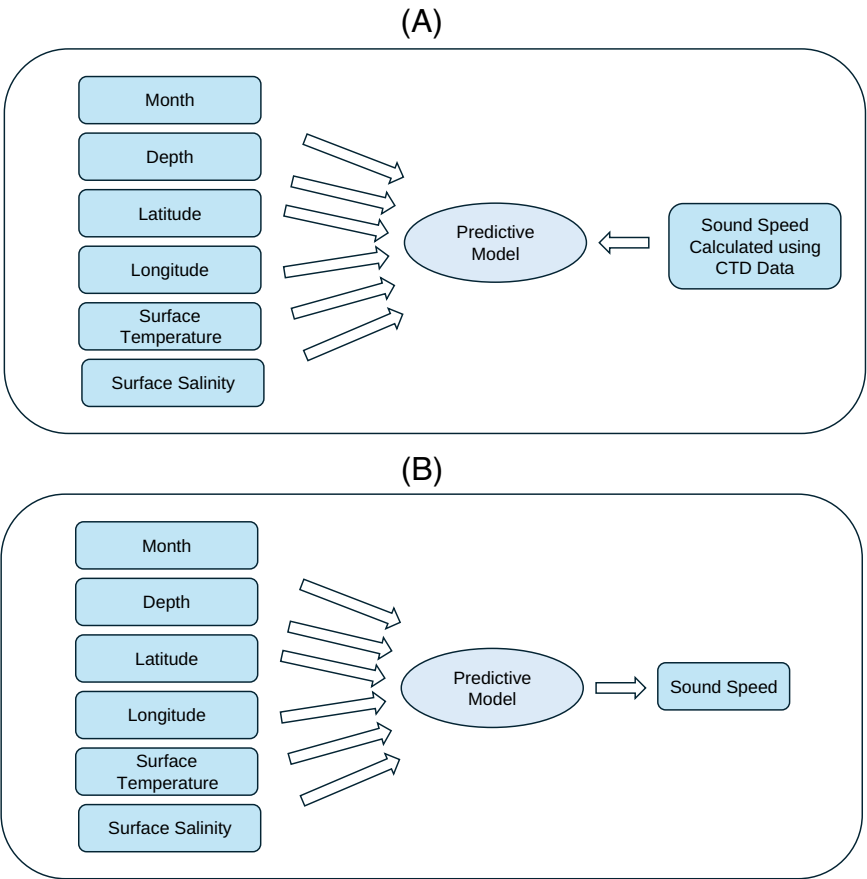 (A)
Month
Depth
Latitude
Longitude
Surface
Temperature
Surface Salinity
Predictive
Model
Sound Speed
Calculated using
CTD Data
(B)
Month
Depth
Latitude
Longitude
Surface
Temperature
Surface Salinity
Predictive
Model
Sound Speed